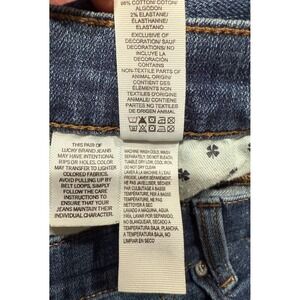 98% COTTON/ COTON/
ALGODON
2% ELASTANE/
ÉLASTHANNE/
ELASTANO
EXCLUSIVE OF
DECORATION/ SAUF
DÉCORATIONS/ NO
INCLUYE LA
DECORACIÓN
CONTAINS
NON-TEXTILE PARTS OF
ANIMAL ORIGIN/
CONTIENT DES
ÉLÉMENTS NON
TEXTILES D'ORIGINE
ANIMALE/ CONTIENE
PARTES NO TEXTILES
DE ORIGEN ANIMAL
THIS PAIR OF
LUCKY BRAND JEANS
MAY HAVE INTENTIONAL
RIPS OR HOLES, COLOR
MAY TRANSFER TO LIGHTER
COLORED FABRICS.
AVOID PULLING UP BY
BELT LOOPS, SIMPLY
FOLLOW THE CARE
INSTRUCTIONS TO
ENSURE THAT YOUR
JEANS MAINTAIN THEIR
INDIVIDUAL CHARACTER.
MACHINE WASH COLD, WASH
SEPARATELY, DO NOT BLEACH,
TUMBLE DRY LOW, COOL IRON,
DO NOT DRY CLEAN
LAVER À LA MACHINE À L'EAU
FROIDE, LAVER SÉPARÉMENT,
NE PAS JAVELLISER, SÉCHER
PAR CULBUTAGE À BASSE
TEMPÉRATURE, REPASSER
À BASSE TEMPÉRATURE, NE
PAS NETTOYER À SEC
LAVADO A MÁQUINA, AGUA
FRÍA, LAVAR POR SEPARADO,
NO BLANQUEAR, SECADO A
TEMPERATURA BAJA, PLANCHA
A TEMPERATURA BAJA, NO
LIMPIAR EN SECO